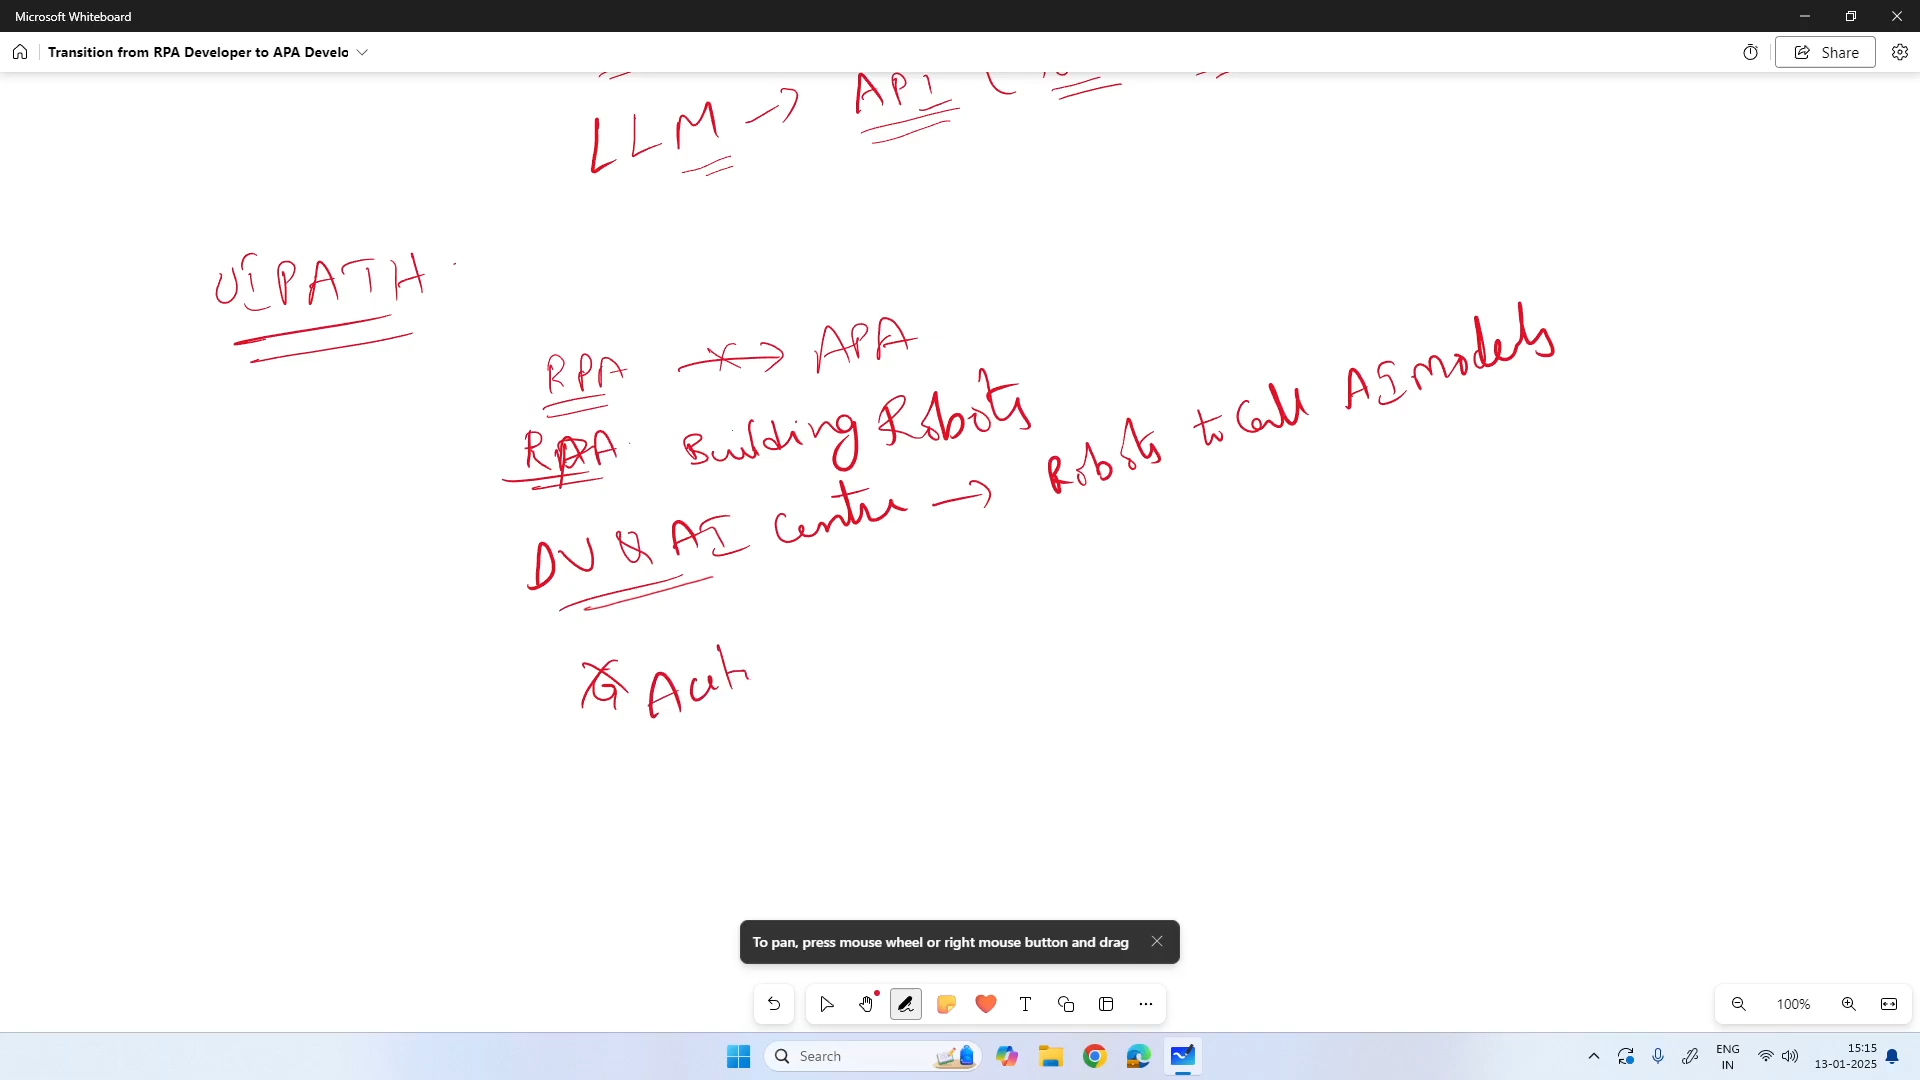 Microsoft Whiteboard
Transition from RPA Developer to APA Develo
Share
LLM → API (
UIPATH
RPA → APA
RPA Building Robots
DU & AI Centre → Robots to Call AI Models
To pan, press mouse wheel or right mouse button and drag
100%
Search
ENG
IN
15:15
13-01-2025